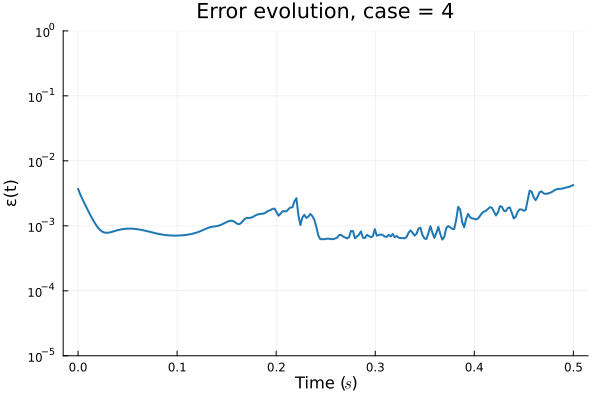 Error evolution, case = 4
10⁰
10⁻¹
10⁻²
10⁻³
10⁻⁴
10⁻⁵
ε(t)
0.0 0.1 0.2 0.3 0.4 0.5
Time (s)